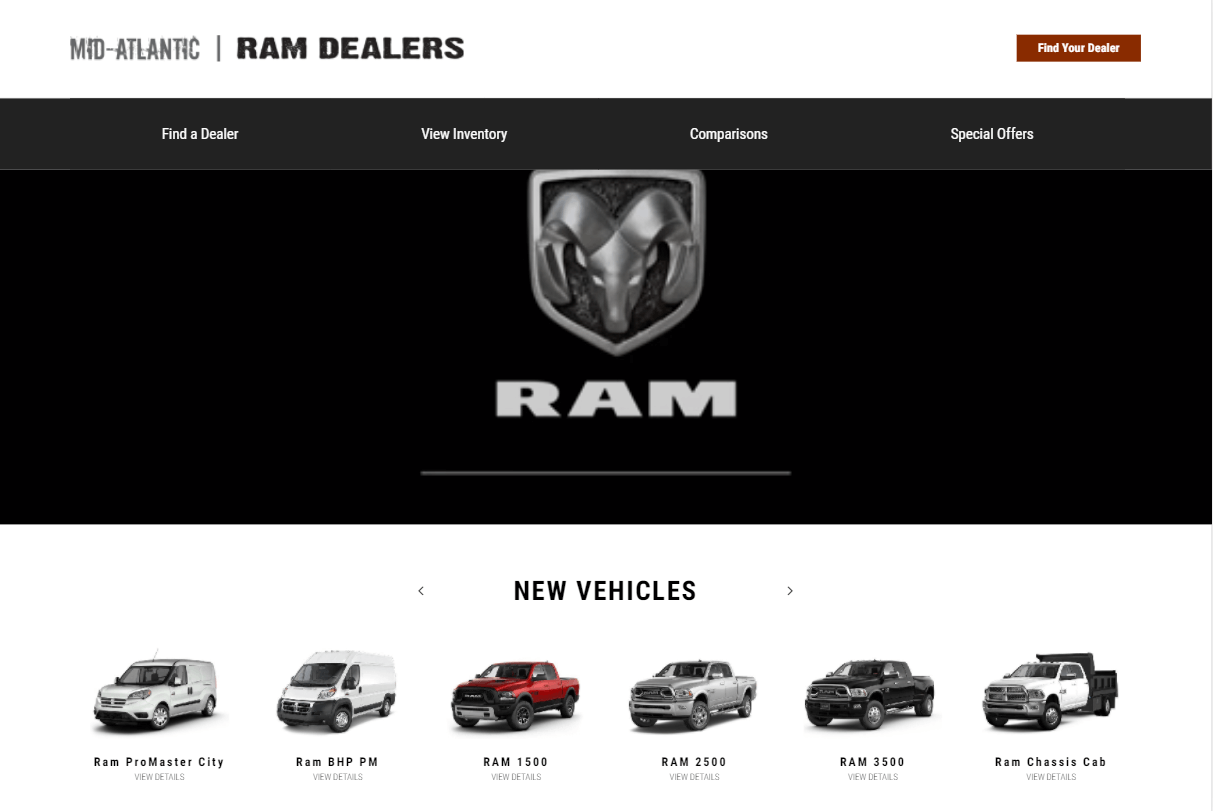 MID-ATLANTIC | RAM DEALERS
Find Your Dealer
Find a Dealer
View Inventory
Comparisons
Special Offers
RAM
NEW VEHICLES
Ram ProMaster City
VIEW DETAILS
Ram BHP PM
VIEW DETAILS
RAM 1500
VIEW DETAILS
RAM 2500
VIEW DETAILS
RAM 3500
VIEW DETAILS
Ram Chassis Cab
VIEW DETAILS